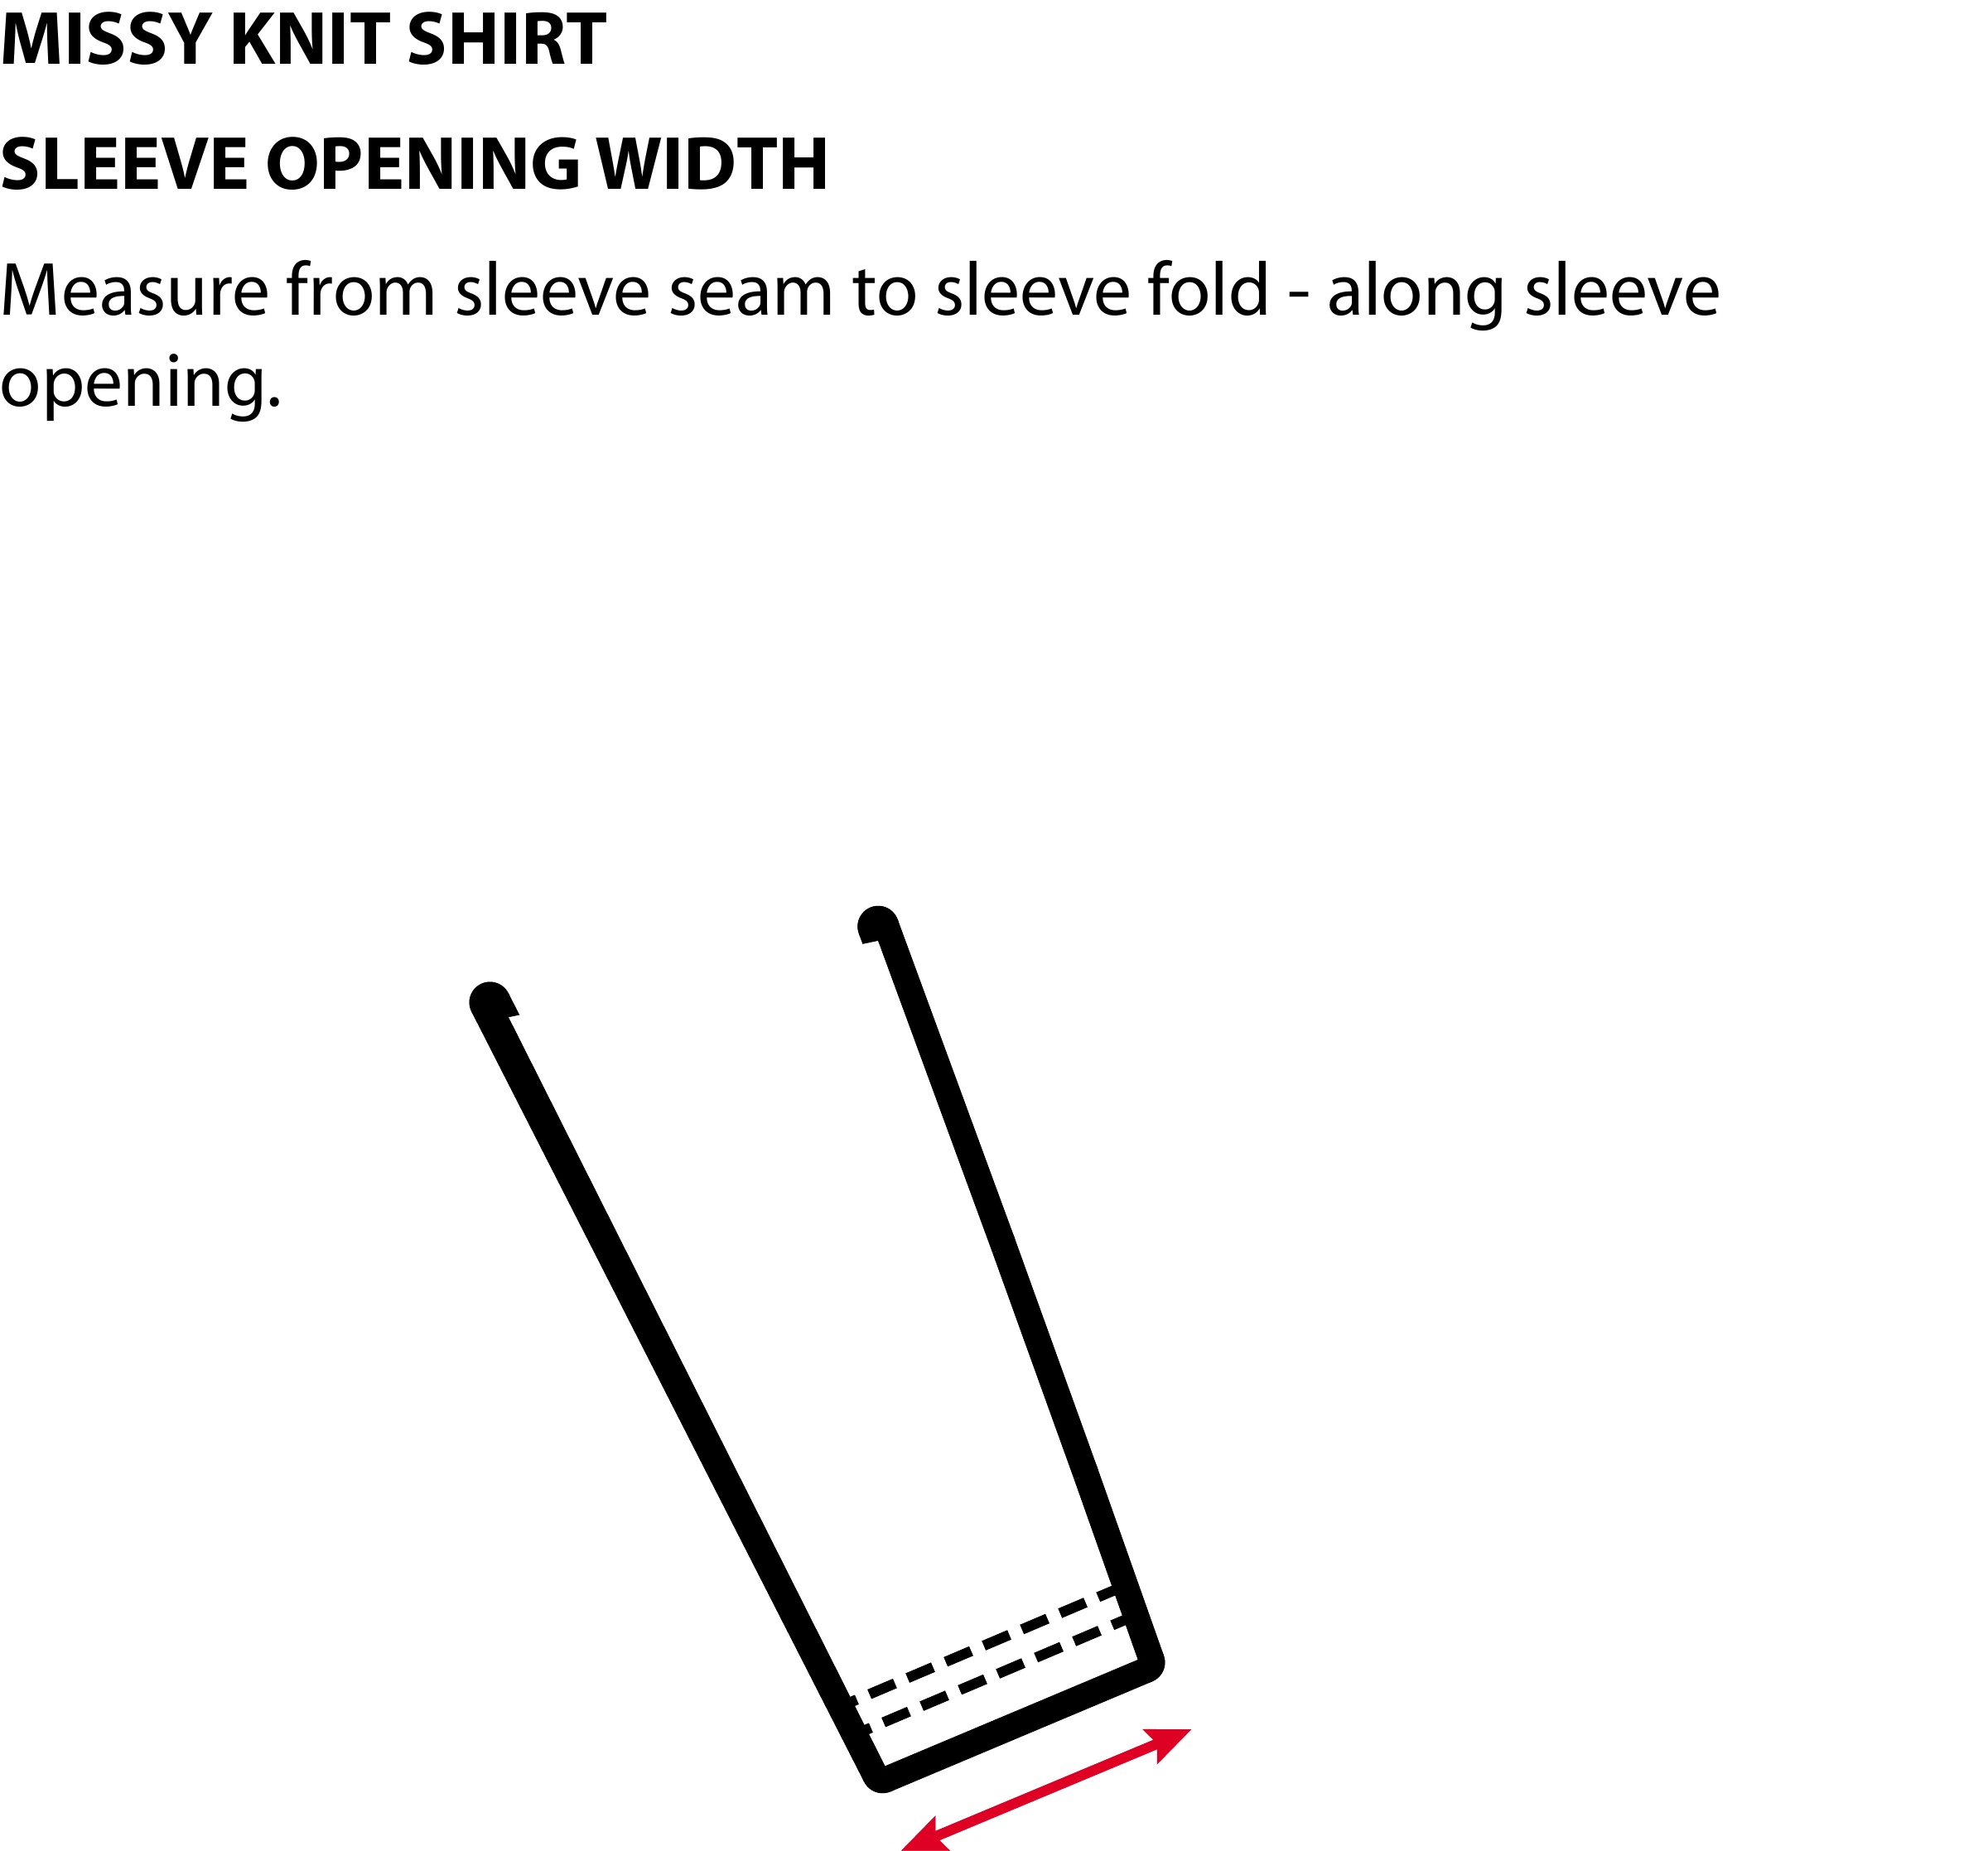 MISSY KNIT SHIRT
SLEEVE OPENING WIDTH
Measure from sleeve seam to sleeve fold - along sleeve
opening.